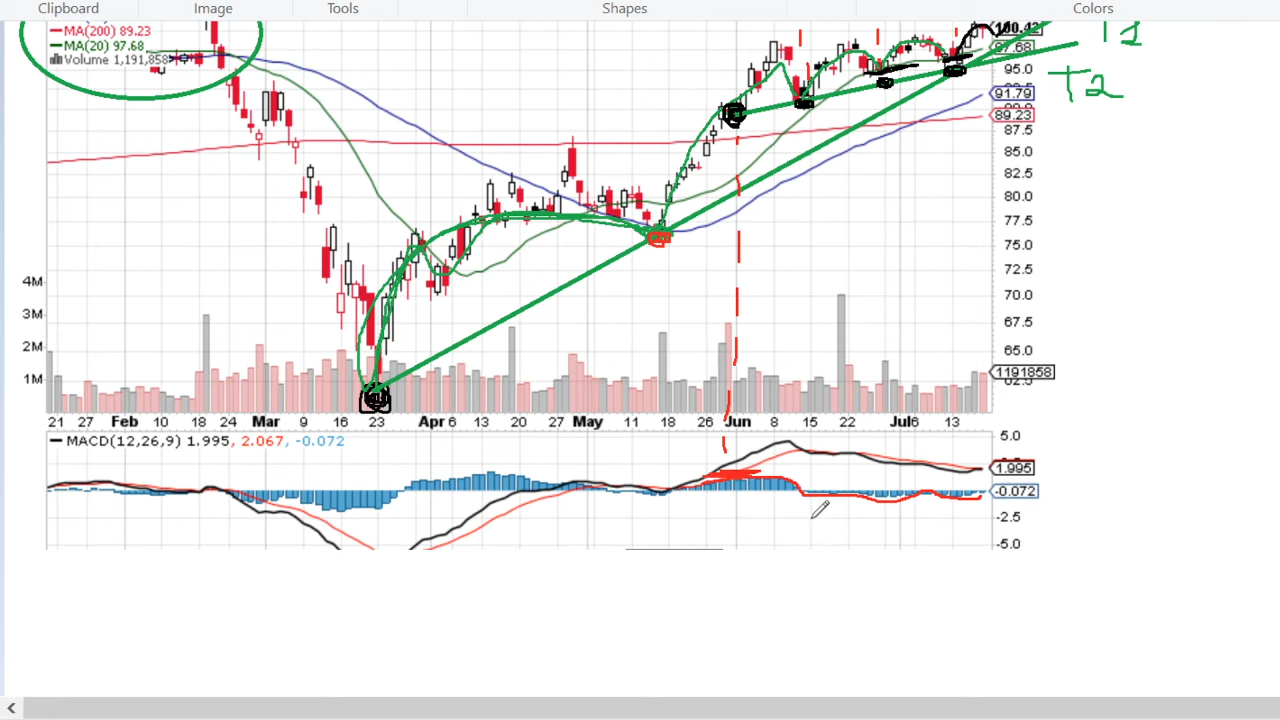 Clipboard Image Tools Shapes Colors
MA(200) 89.23
MA(20) 97.68
Volume 1,191,858
100.42
97.68
95.0
91.79
89.23
87.5
85.0
82.5
80.0
77.5
75.0
72.5
70.0
67.5
65.0
1191858
62.5
4M
3M
2M
1M
T1
T2
21 27 Feb 10 18 24 Mar 9 16 23 Apr 6 13 20 27 May 11 18 26 Jun 8 15 22 Jul6 13
MACD(12,26,9) 1.995, 2.067, -0.072
5.0
1.995
-0.072
-2.5
-5.0